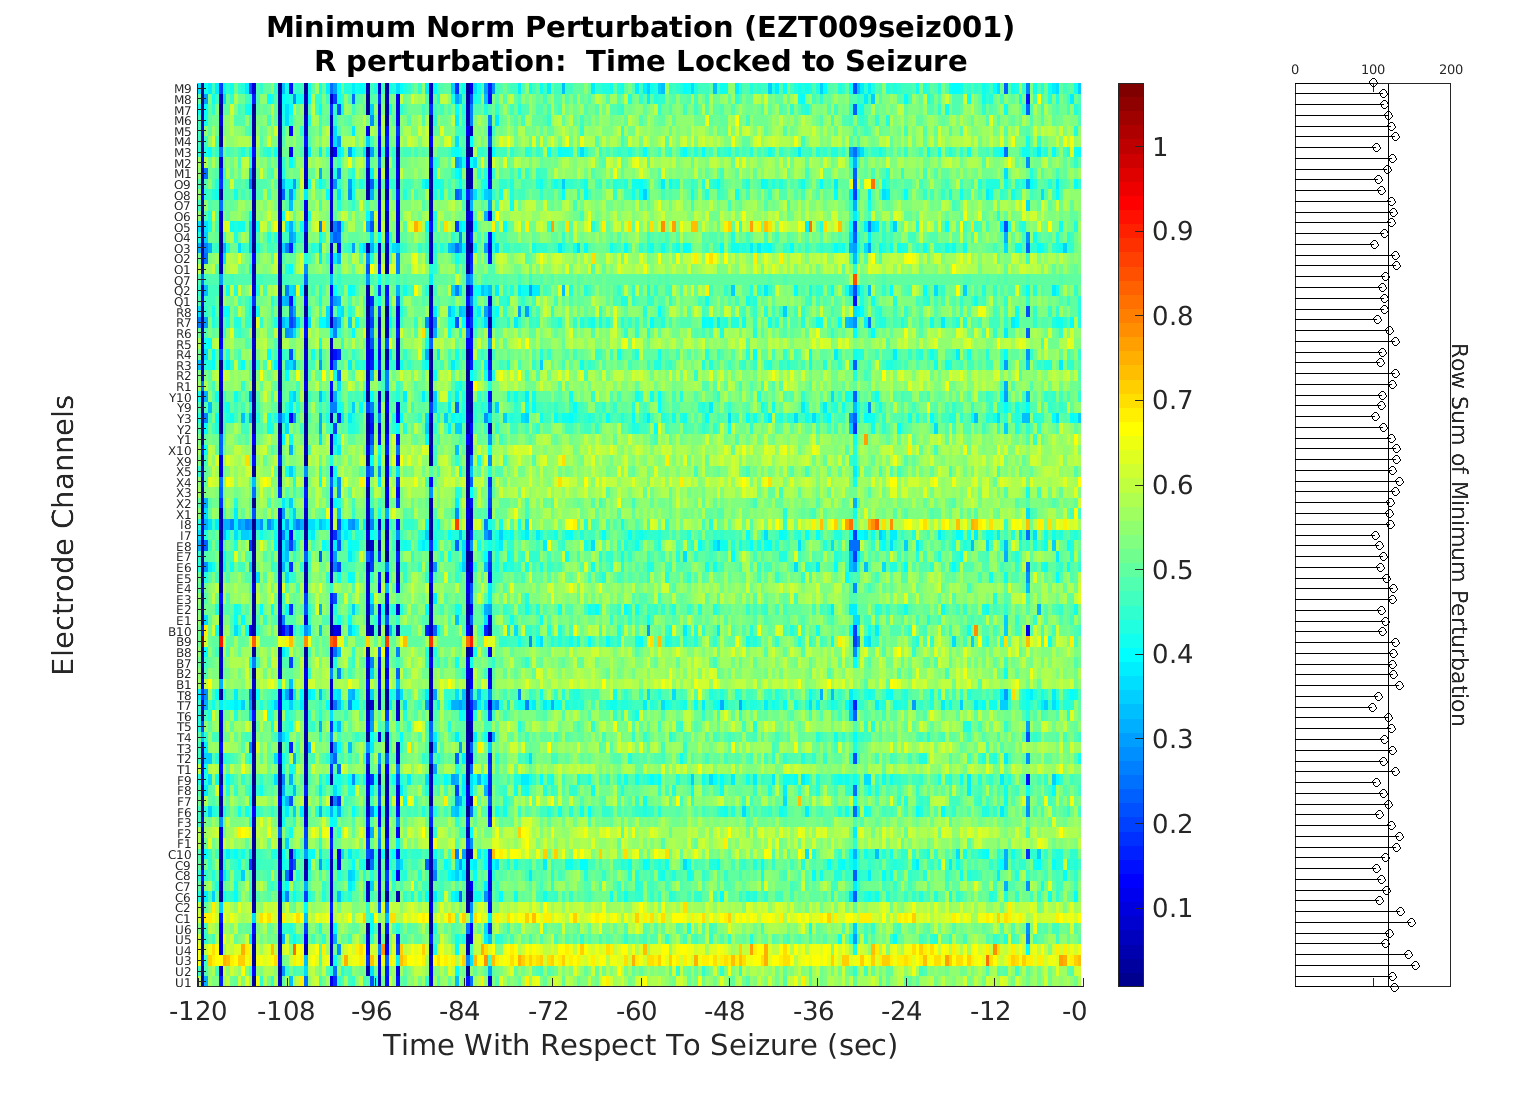 Minimum Norm Perturbation (EZT009seiz001)
R perturbation:  Time Locked to Seizure
Electrode Channels
M9
M8
M7
M6
M5
M4
M3
M2
M1
O9
O8
O7
O6
O5
O4
O3
O2
O1
Q7
Q2
Q1
R8
R7
R6
R5
R4
R3
R2
R1
Y10
Y9
Y3
Y2
Y1
X10
X9
X5
X4
X3
X2
X1
I8
I7
E8
E7
E6
E5
E4
E3
E2
E1
B10
B9
B8
B7
B2
B1
T8
T7
T6
T5
T4
T3
T2
T1
F9
F8
F7
F6
F3
F2
F1
C10
C9
C8
C7
C6
C2
C1
U6
U5
U4
U3
U2
U1
-120 -108 -96 -84 -72 -60 -48 -36 -24 -12 -0
Time With Respect To Seizure (sec)
1
0.9
0.8
0.7
0.6
0.5
0.4
0.3
0.2
0.1
0 100 200
Row Sum of Minimum Perturbation